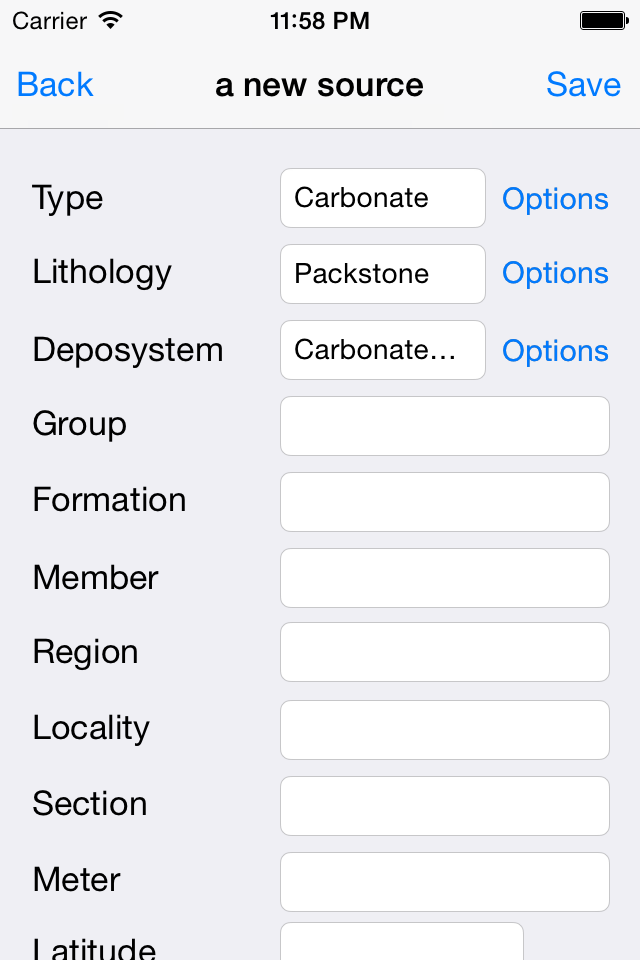 Carrier 11:58 PM
Back a new source Save
Type Carbonate Options
Lithology Packstone Options
Deposystem Carbonate… Options
Group
Formation
Member
Region
Locality
Section
Meter
Latitude